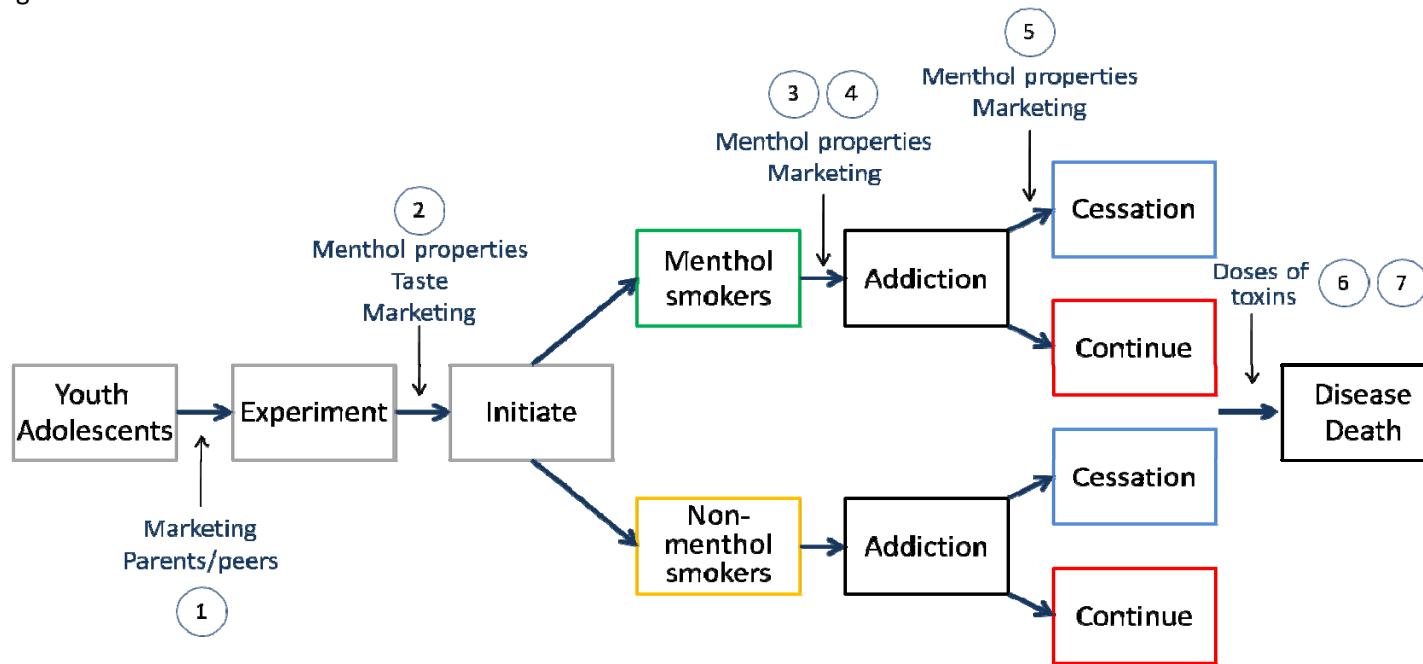 g
5
Menthol properties
Marketing
3 4
Menthol properties
Marketing
2
Menthol properties
Taste
Marketing
Menthol
smokers
Addiction
Cessation
Continue
Doses of
toxins
6 7
Youth
Adolescents
Experiment
Initiate
Disease
Death
Marketing
Parents/peers
1
Non-
menthol
smokers
Addiction
Cessation
Continue